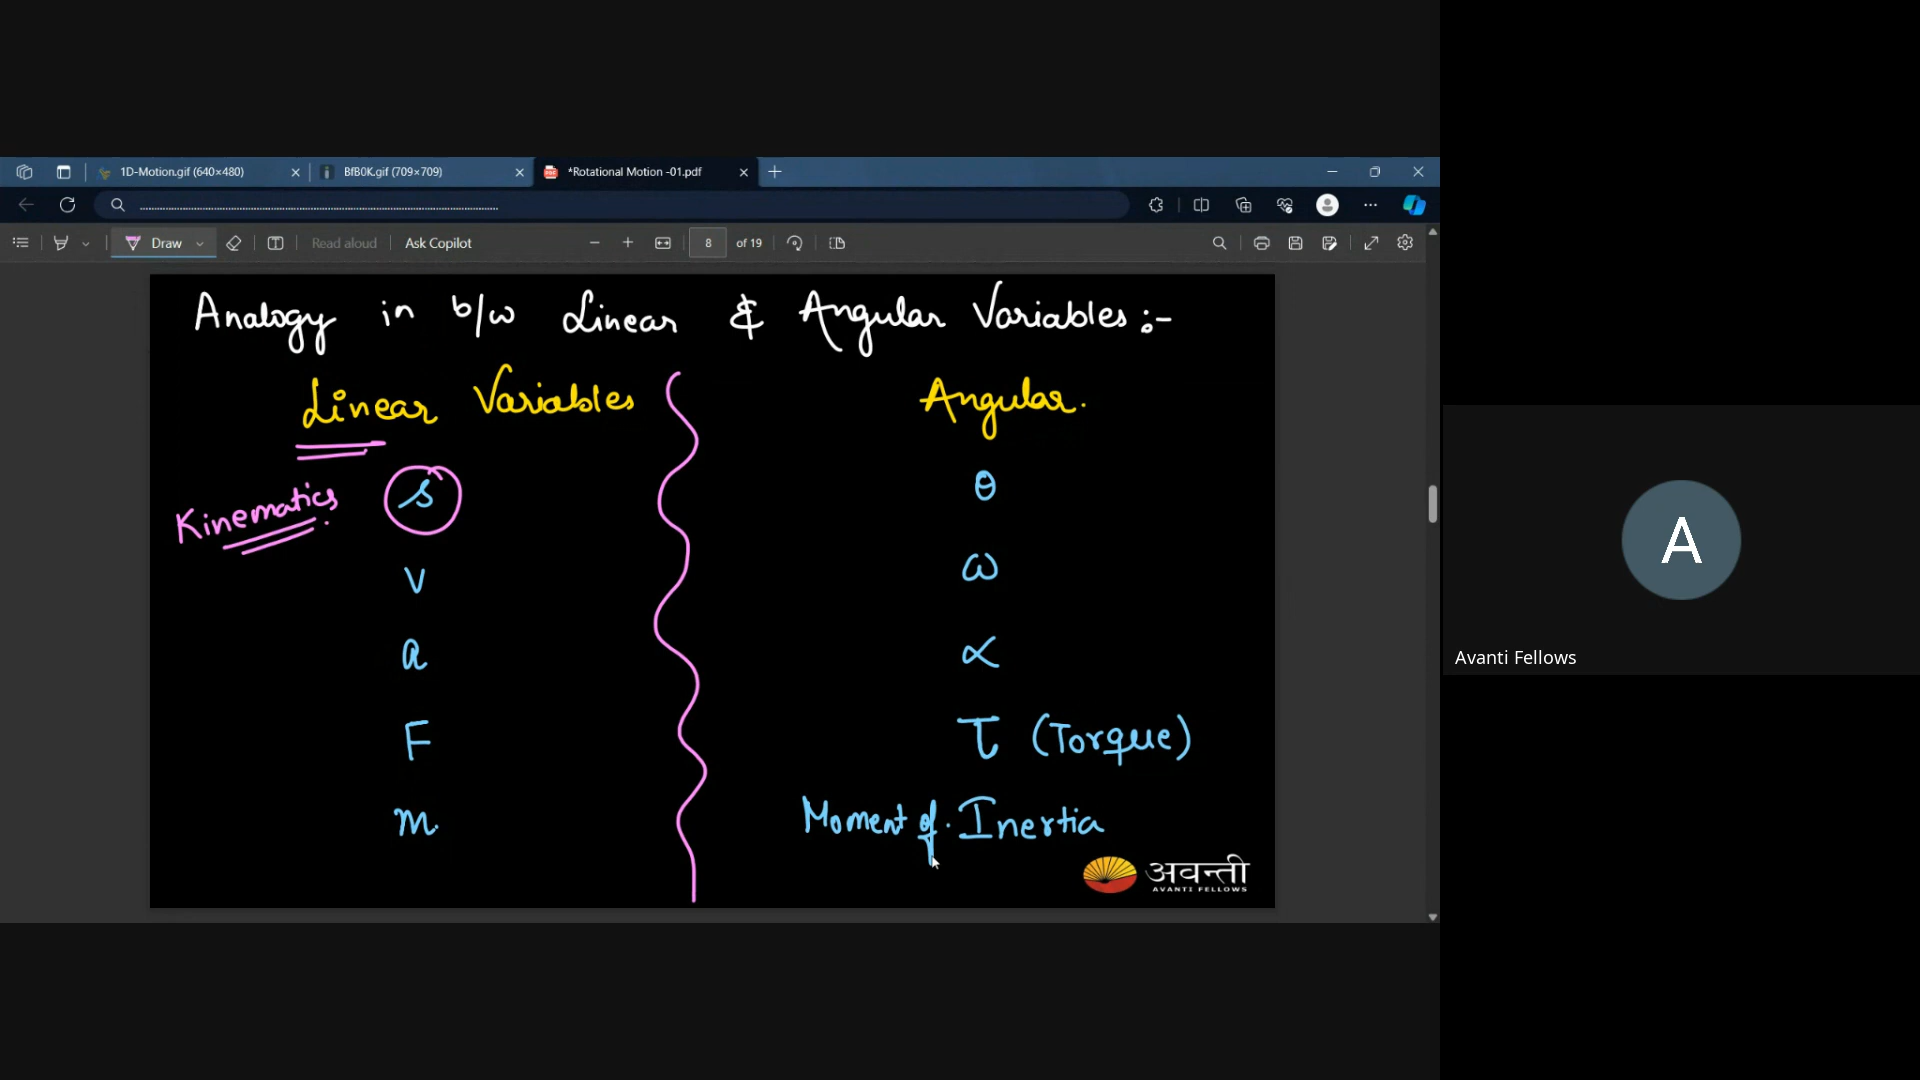 1D-Motion.gif (640×480)
BfB0K.gif (709×709)
*Rotational Motion -01.pdf
Draw
Read aloud
Ask Copilot
8 of 19
Analogy in b/w Linear & Angular Variables :-
Linear Variables
Angular.
Kinematics
s
θ
v
ω
a
α
F
τ (Torque)
m.
Moment of. Inertia
अवन्ती
AVANTI FELLOWS
A
Avanti Fellows